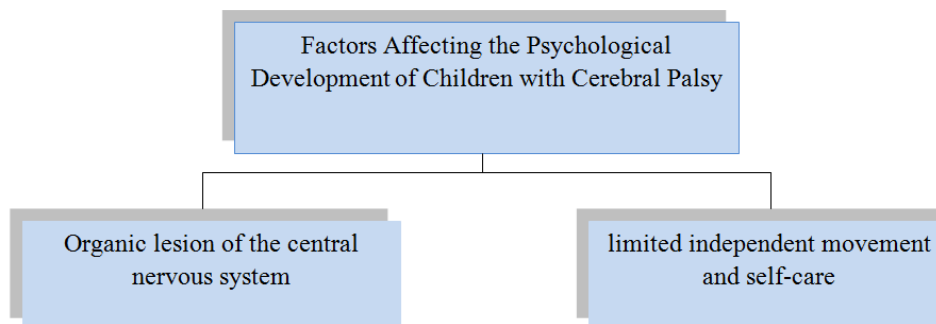 Factors Affecting the Psychological
Development of Children with Cerebral Palsy
Organic lesion of the central
nervous system
limited independent movement
and self-care